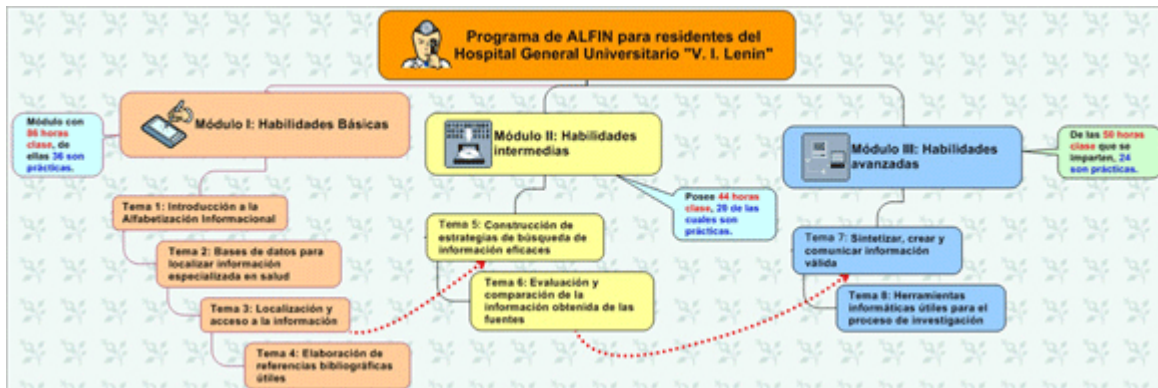 Programa de ALFIN para residentes del
Hospital General Universitario "V. I. Lenin"
Módulo con
86 horas
clase, de
ellas 36 son
prácticas.
Módulo I: Habilidades Básicas
Tema 1: Introducción a la
Alfabetización Informacional
Tema 2: Bases de datos para
localizar información
especializada en salud
Tema 3: Localización y
acceso a la información
Tema 4: Elaboración de
referencias bibliográficas
útiles
Módulo II: Habilidades
intermedias
Posee 44 horas
clase, 20 de las
cuales son
prácticas.
Tema 5: Construcción de
estrategias de búsqueda de
información eficaces
Tema 6: Evaluación y
comparación de la
información obtenida de las
fuentes
Módulo III: Habilidades
avanzadas
De las 50 horas
clase que se
imparten, 24
son prácticas.
Tema 7: Sintetizar, crear y
comunicar información
válida
Tema 8: Herramientas
informáticas útiles para el
proceso de investigación